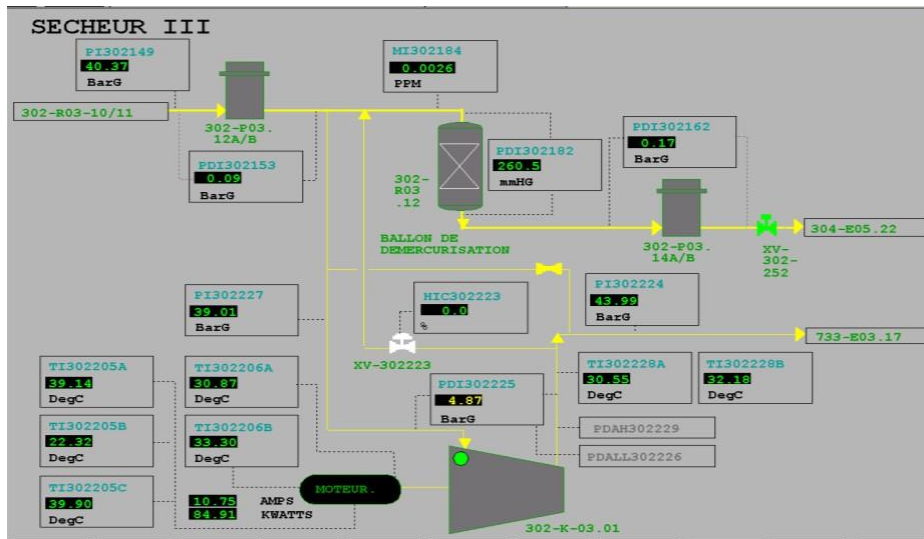 SECHEUR III
PI302149
40.37
BarG
MI302184
0.0026
PPM
302-R03-10/11
302-P03.
12A/B
PDI302153
0.09
BarG
PDI302182
260.5
mmHG
PDI302162
0.17
BarG
302-
R03
.12
BALLON DE
DEMERCURISATION
302-P03.
14A/B
XV-
302-
252
304-E05.22
PI302227
39.01
BarG
HIC302223
0.0
%
PI302224
43.99
BarG
733-E03.17
XV-302223
TI302205A
39.14
DegC
TI302206A
30.87
DegC
PDI302225
4.87
BarG
TI302228A
30.55
DegC
TI302228B
32.18
DegC
TI302205B
22.32
DegC
TI302206B
33.30
DegC
PDAH302229
PDALL302226
TI302205C
39.90
DegC
10.75 AMPS
84.91 KWATTS
MOTEUR.
302-K-03.01